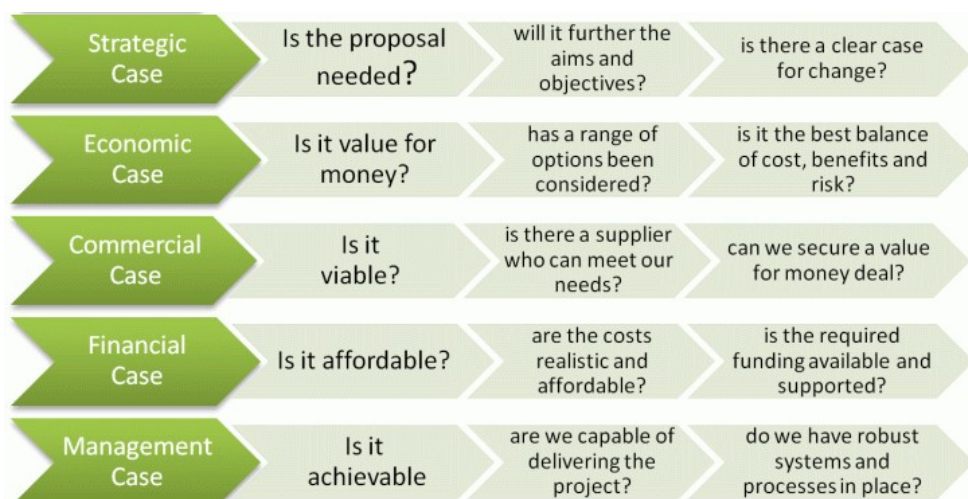 Strategic
Case
Is the proposal
needed?
will it further the
aims and
objectives?
is there a clear case
for change?
Economic
Case
Is it value for
money?
has a range of
options been
considered?
is it the best balance
of cost, benefits and
risk?
Commercial
Case
Is it
viable?
is there a supplier
who can meet our
needs?
can we secure a value
for money deal?
Financial
Case
Is it affordable?
are the costs
realistic and
affordable?
is the required
funding available and
supported?
Management
Case
Is it
achievable
are we capable of
delivering the
project?
do we have robust
systems and
processes in place?